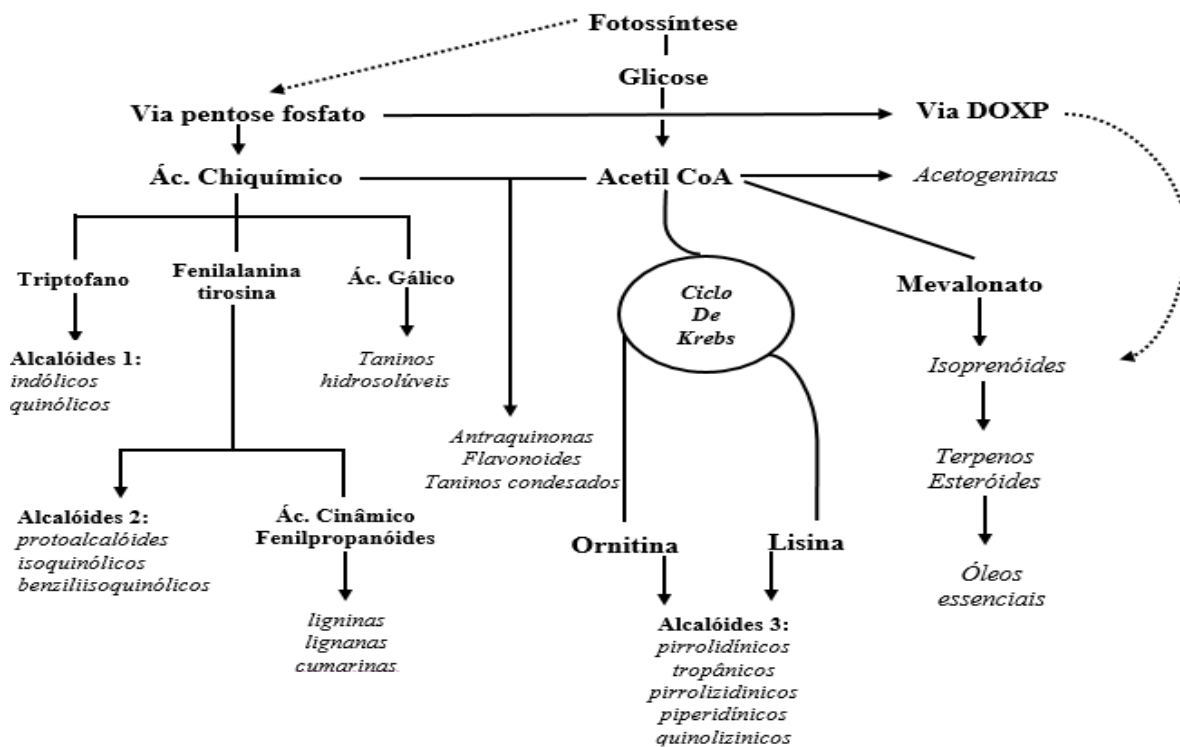 Fotossíntese
Glicose
Via pentose fosfato
Via DOXP
Ác. Chiquímico
Acetil CoA
Acetogeninas
Triptofano
Fenilalanina
tirosina
Ác. Gálico
Ciclo
De
Krebs
Mevalonato
Alcalóides 1:
indólicos
quinólicos
Taninos
hidrosolúveis
Isoprenóides
Antraquinonas
Flavonoides
Taninos condesados
Terpenos
Esteróides
Alcalóides 2:
protoalcalóides
isoquinólicos
benziliisoquinólicos
Ác. Cinâmico
Fenilpropanóides
Ornitina
Lisina
Óleos
essenciais
ligninas
lignanas
cumarinas
Alcalóides 3:
pirrolidínicos
tropânicos
pirrolizidinicos
piperidínicos
quinolizinicos